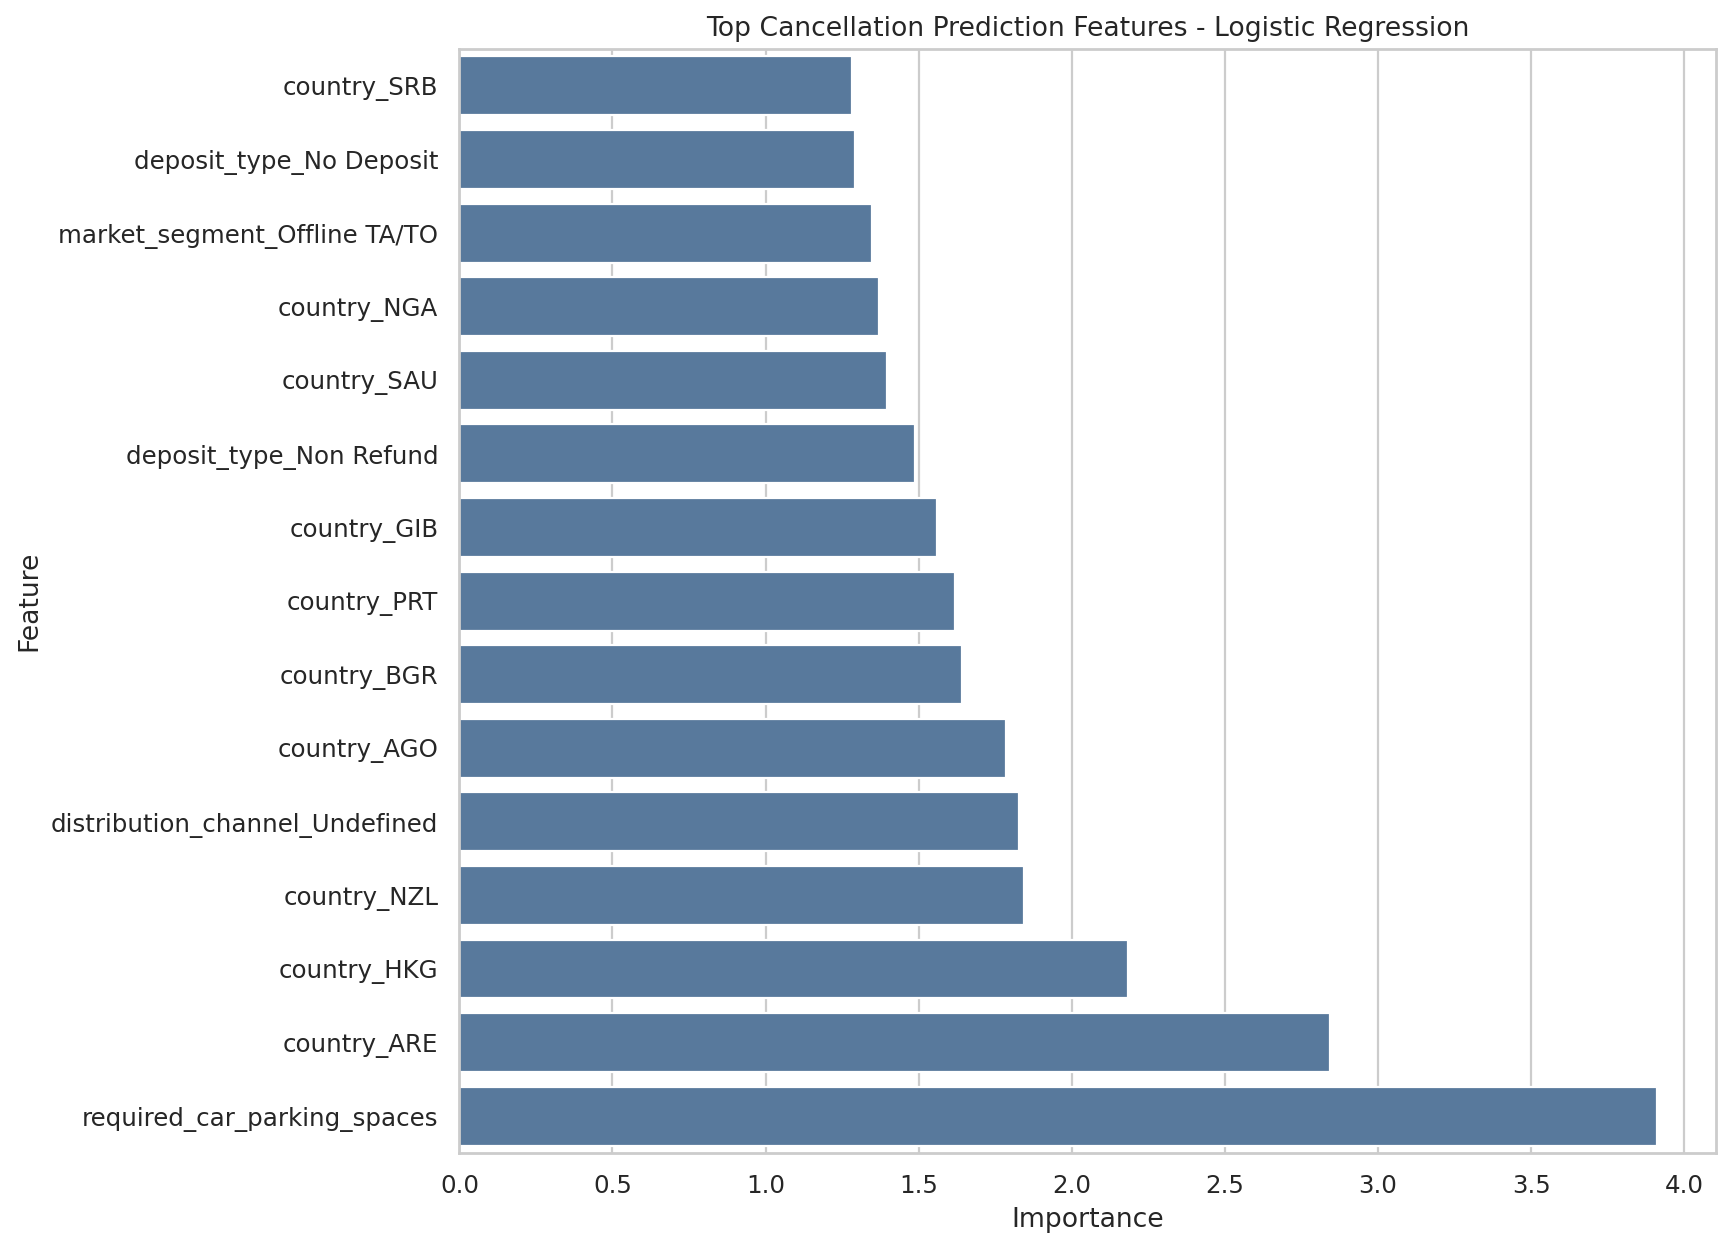 Top Cancellation Prediction Features - Logistic Regression
country_SRB
deposit_type_No Deposit
market_segment_Offline TA/TO
country_NGA
country_SAU
deposit_type_Non Refund
country_GIB
country_PRT
country_BGR
country_AGO
distribution_channel_Undefined
country_NZL
country_HKG
country_ARE
required_car_parking_spaces
Feature
0.0 0.5 1.0 1.5 2.0 2.5 3.0 3.5 4.0
Importance